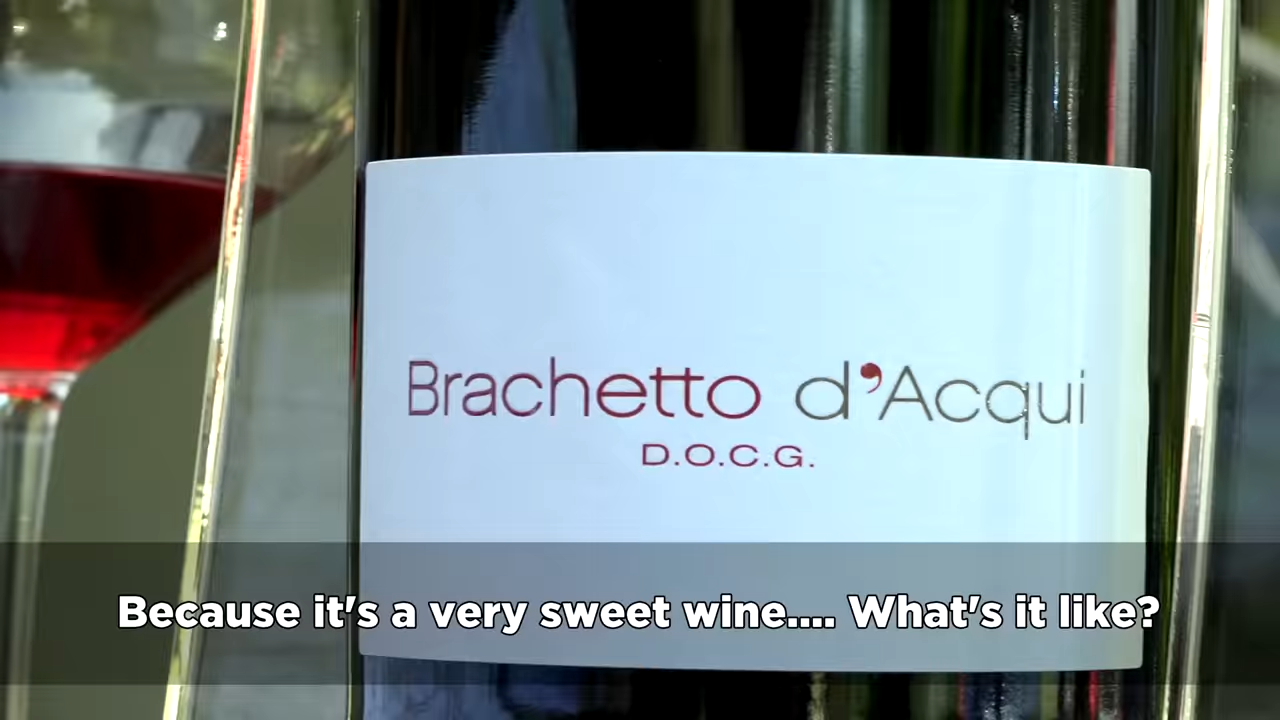 Brachetto d'Acqui
D.O.C.G.
Because it's a very sweet wine.... What's it like?